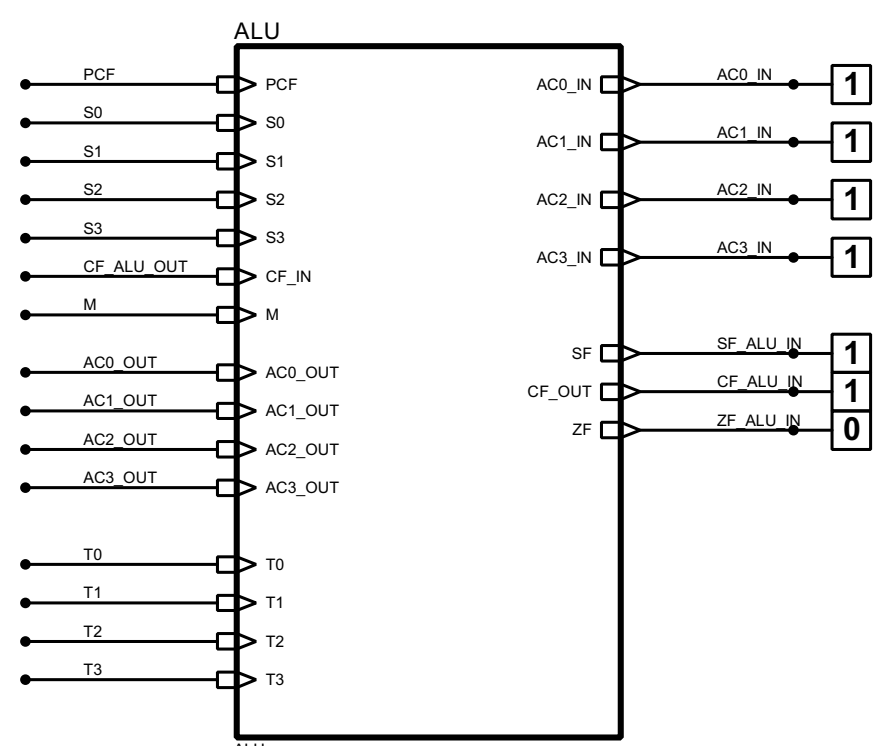 ALU
PCF PCF AC0_IN AC0_IN 1
S0 S0
S1 S1 AC1_IN AC1_IN 1
S2 S2 AC2_IN AC2_IN 1
S3 S3 AC3_IN AC3_IN 1
CF_ALU_OUT CF_IN
M M
AC0_OUT AC0_OUT SF SF_ALU_IN 1
AC1_OUT AC1_OUT CF_OUT CF_ALU_IN 1
AC2_OUT AC2_OUT ZF ZF_ALU_IN 0
AC3_OUT AC3_OUT
T0 T0
T1 T1
T2 T2
T3 T3
ALU